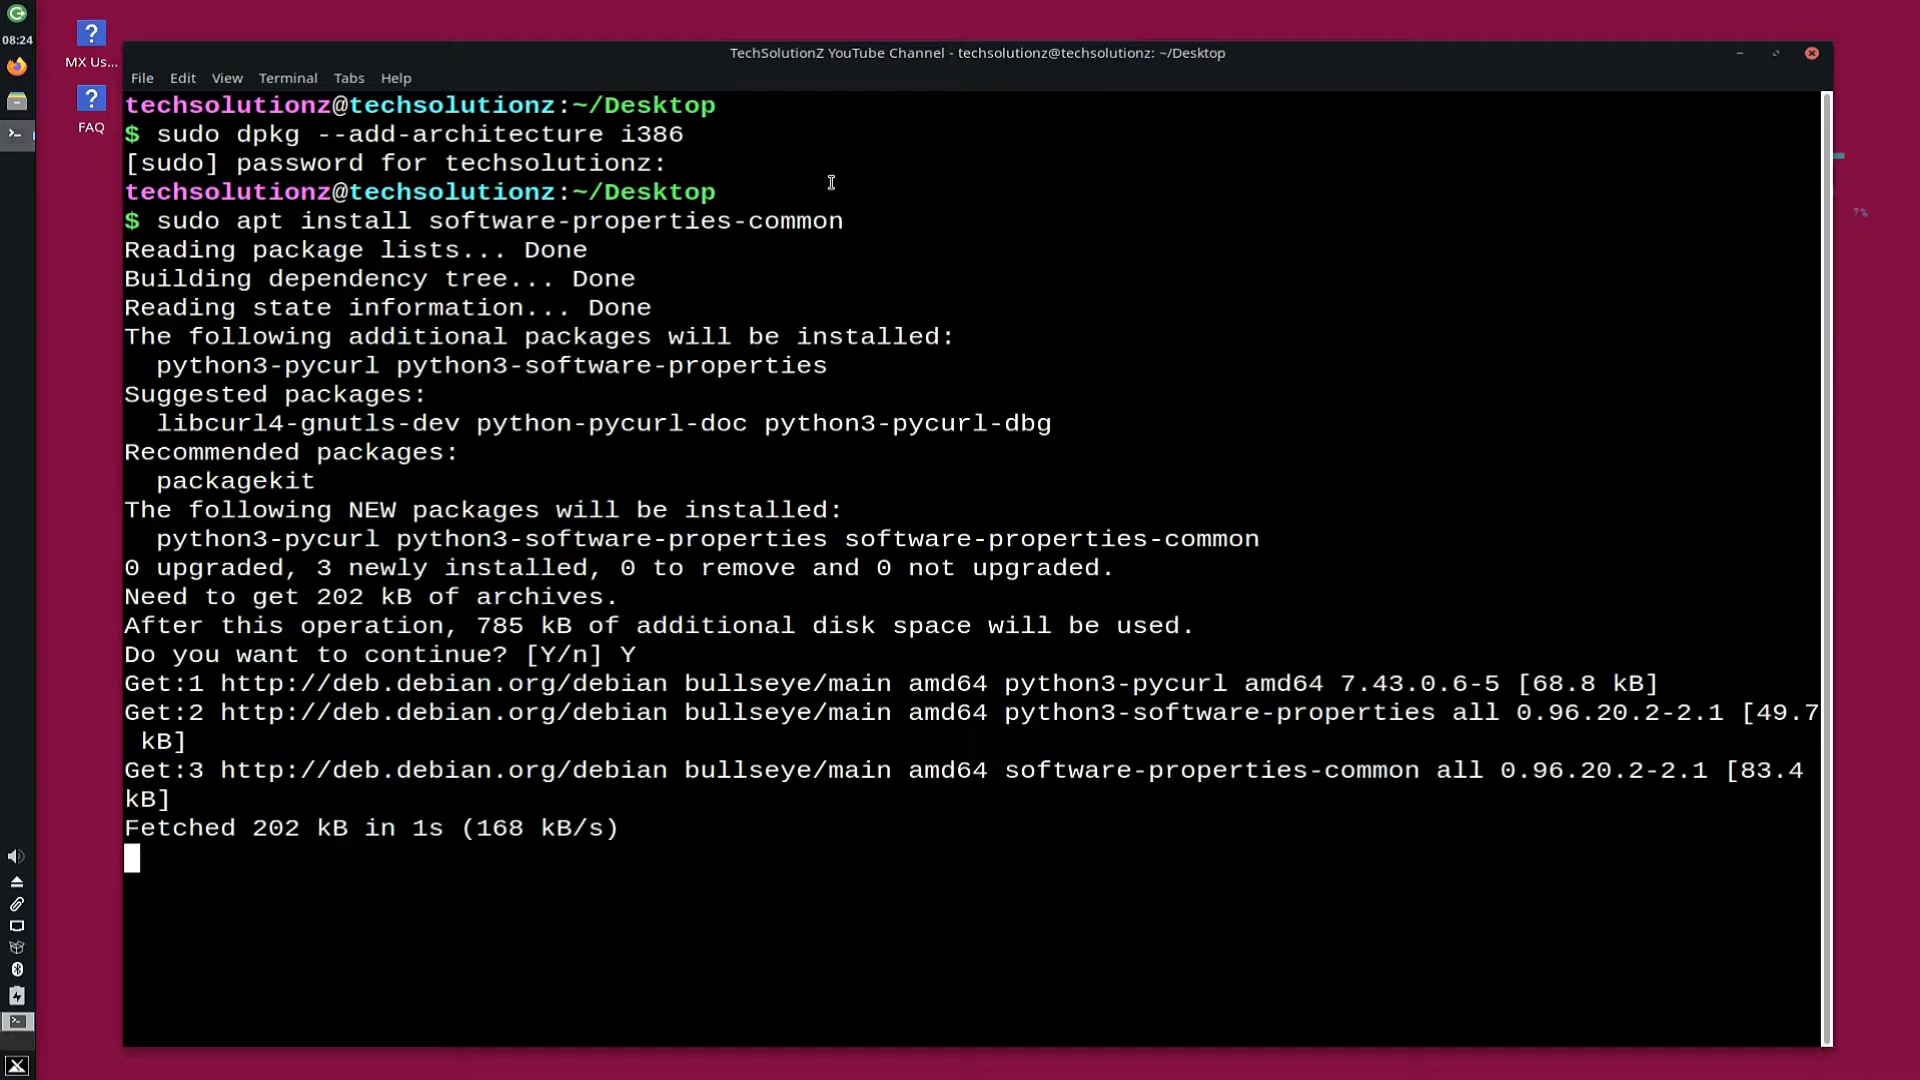 08:24
MX Us...
FAQ
TechSolutionZ YouTube Channel - techsolutionz@techsolutionz: ~/Desktop
File Edit View Terminal Tabs Help
techsolutionz@techsolutionz:~/Desktop
$ sudo dpkg --add-architecture i386
[sudo] password for techsolutionz:
techsolutionz@techsolutionz:~/Desktop
$ sudo apt install software-properties-common
Reading package lists... Done
Building dependency tree... Done
Reading state information... Done
The following additional packages will be installed:
  python3-pycurl python3-software-properties
Suggested packages:
  libcurl4-gnutls-dev python-pycurl-doc python3-pycurl-dbg
Recommended packages:
  packagekit
The following NEW packages will be installed:
  python3-pycurl python3-software-properties software-properties-common
0 upgraded, 3 newly installed, 0 to remove and 0 not upgraded.
Need to get 202 kB of archives.
After this operation, 785 kB of additional disk space will be used.
Do you want to continue? [Y/n] Y
Get:1 http://deb.debian.org/debian bullseye/main amd64 python3-pycurl amd64 7.43.0.6-5 [68.8 kB]
Get:2 http://deb.debian.org/debian bullseye/main amd64 python3-software-properties all 0.96.20.2-2.1 [49.7
 kB]
Get:3 http://deb.debian.org/debian bullseye/main amd64 software-properties-common all 0.96.20.2-2.1 [83.4
kB]
Fetched 202 kB in 1s (168 kB/s)